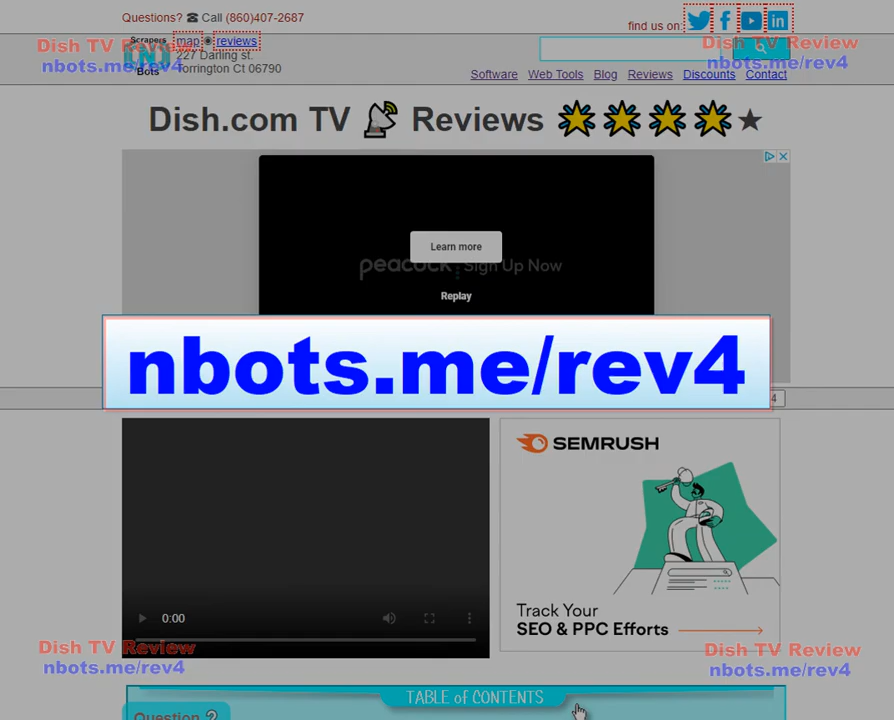 Questions? ☎ Call (860)407-2687
find us on:
Scrapers
Bots
map ◉ reviews
227 Darling st.
Torrington Ct 06790
Dish TV Review
nbots.me/rev4
Dish TV Review
nbots.me/rev4
Software Web Tools Blog Reviews Discounts Contact
Dish.com TV Reviews
Learn more
peacock Sign Up Now
Replay
nbots.me/rev4
4
SEMRUSH
0:00
Track Your
SEO & PPC Efforts
Dish TV Review
nbots.me/rev4
Dish TV Review
nbots.me/rev4
TABLE of CONTENTS
Question ?